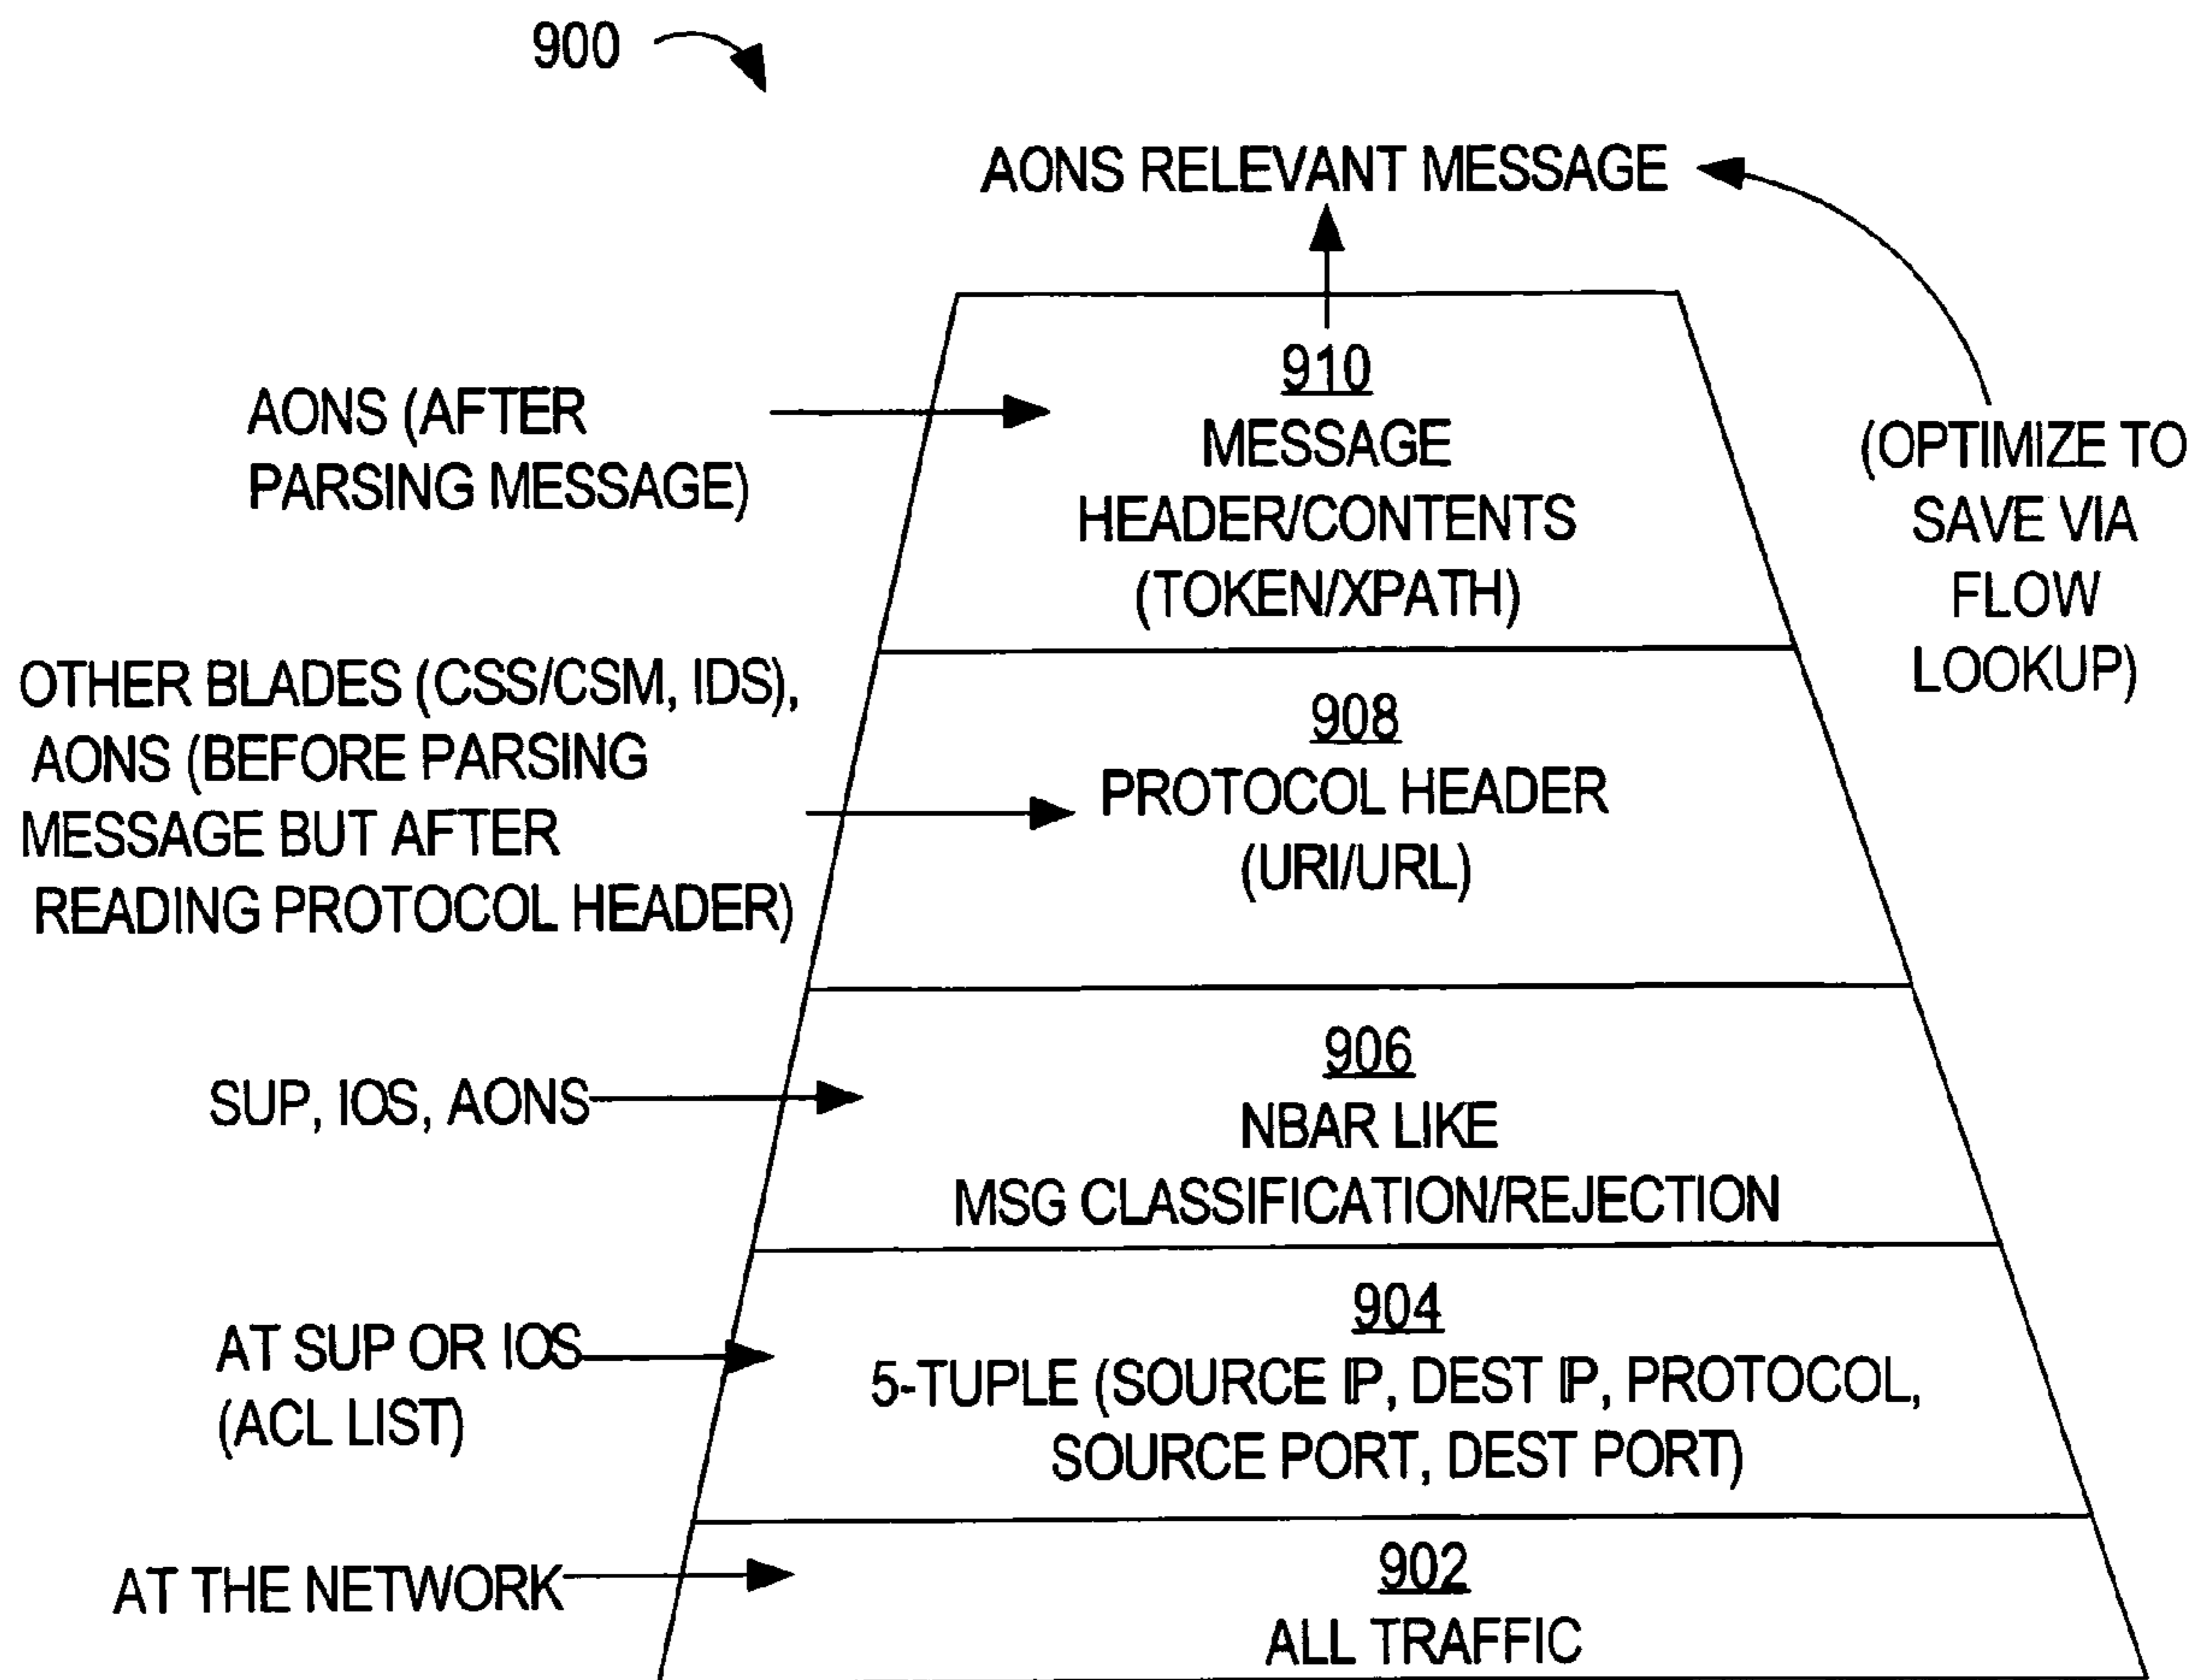 900
AONS RELEVANT MESSAGE
AONS (AFTER
PARSING MESSAGE)
910
MESSAGE
HEADER/CONTENTS
(TOKEN/XPATH)
(OPTIMIZE TO
SAVE VIA
FLOW
LOOKUP)
OTHER BLADES (CSS/CSM, IDS),
AONS (BEFORE PARSING
MESSAGE BUT AFTER
READING PROTOCOL HEADER)
908
PROTOCOL HEADER
(URI/URL)
SUP, IOS, AONS
906
NBAR LIKE
MSG CLASSIFICATION/REJECTION
AT SUP OR IOS
(ACL LIST)
904
5-TUPLE (SOURCE IP, DEST IP, PROTOCOL,
SOURCE PORT, DEST PORT)
AT THE NETWORK
902
ALL TRAFFIC